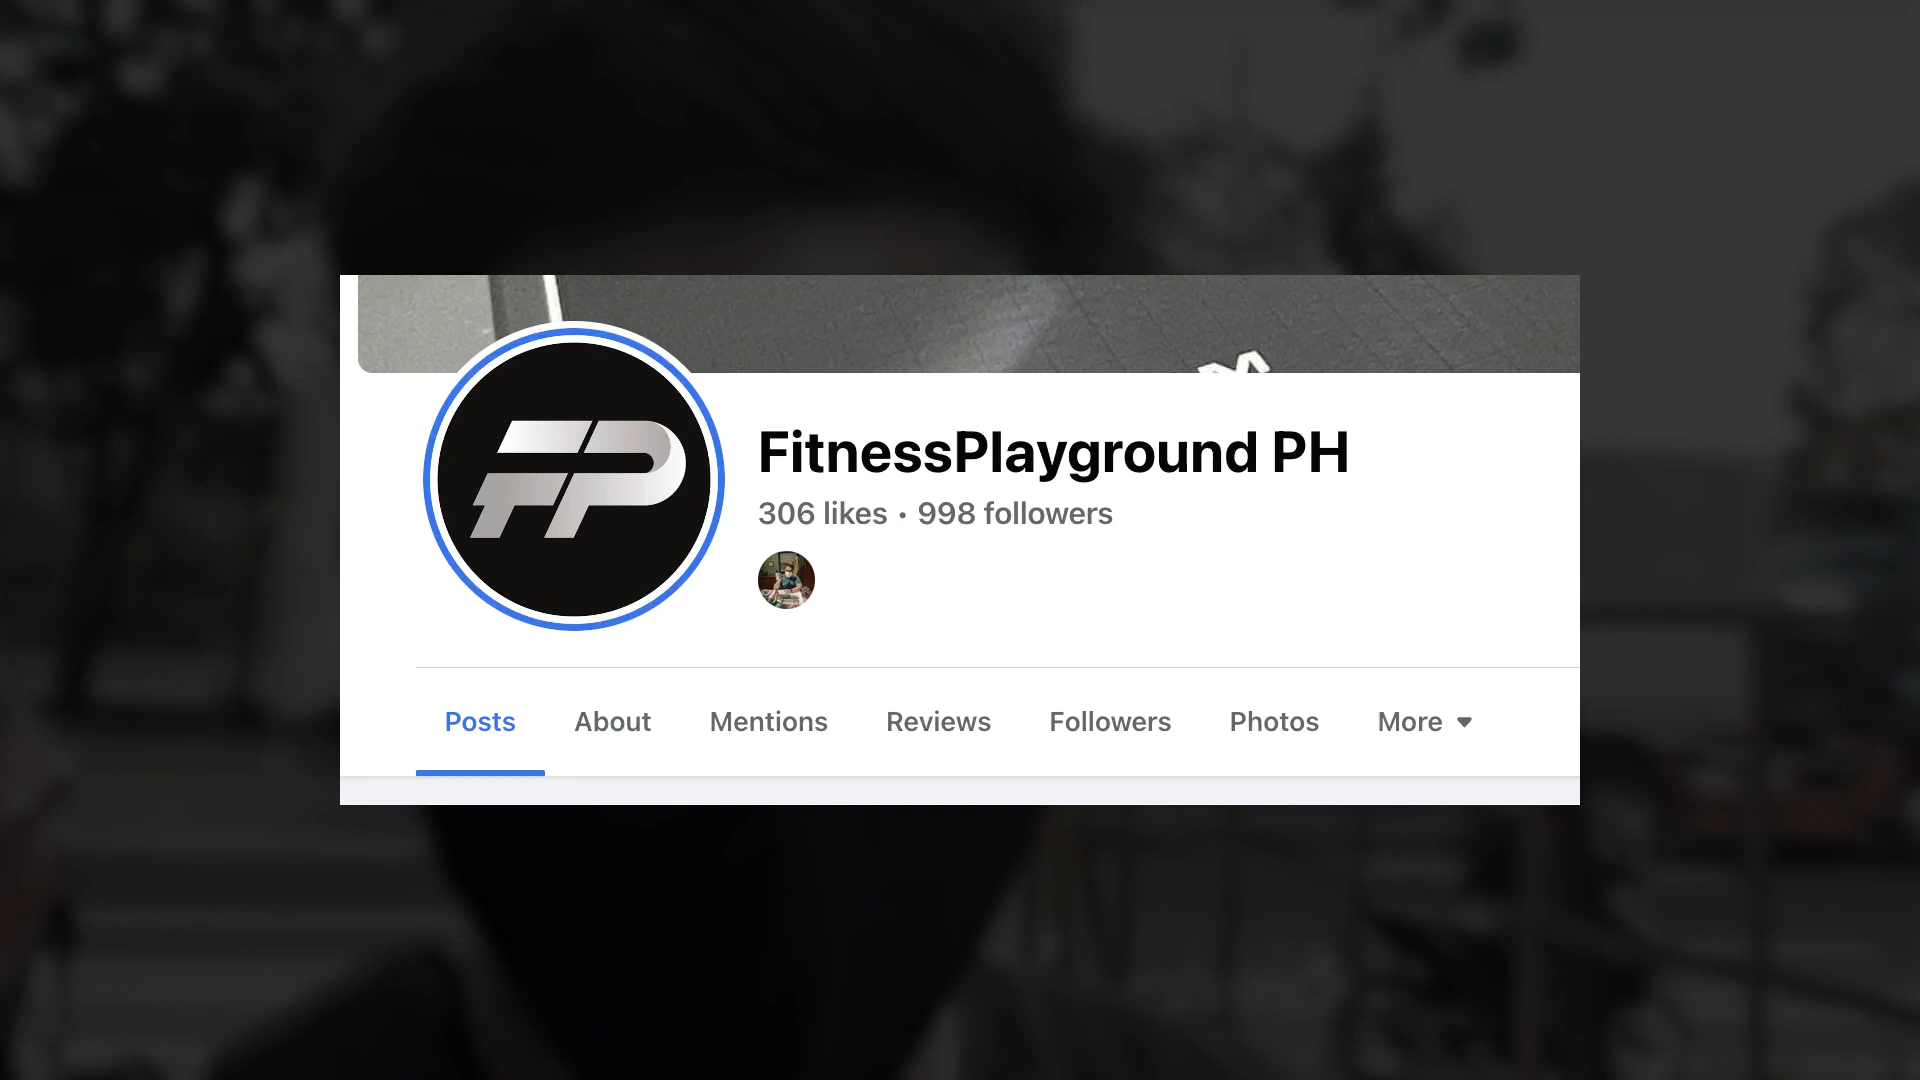 FP
FitnessPlayground PH
306 likes · 998 followers
Posts About Mentions Reviews Followers Photos More